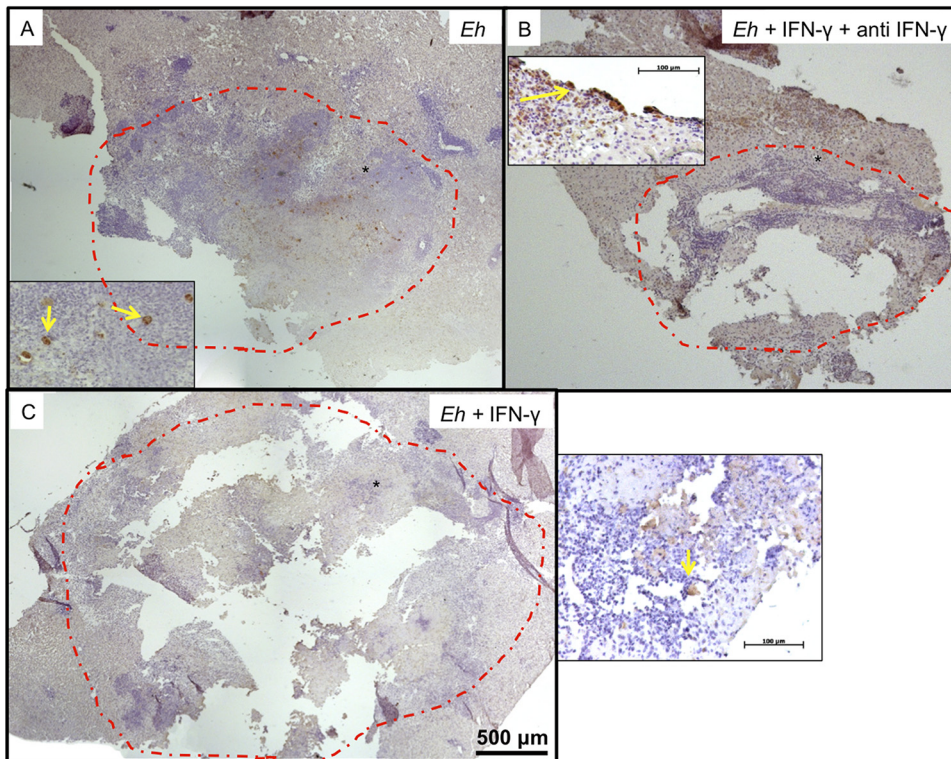 A
Eh
B
Eh + IFN-γ + anti IFN-γ
100 µm
*
*
C
Eh + IFN-γ
*
500 µm
100 µm